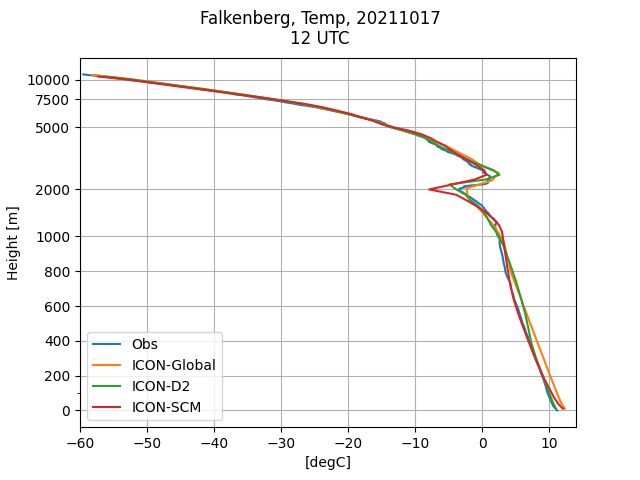 Falkenberg, Temp, 20211017
12 UTC
Height [m]
10000
7500
5000
2000
1000
800
600
400
200
0
Obs
ICON-Global
ICON-D2
ICON-SCM
−60 −50 −40 −30 −20 −10 0 10
[degC]